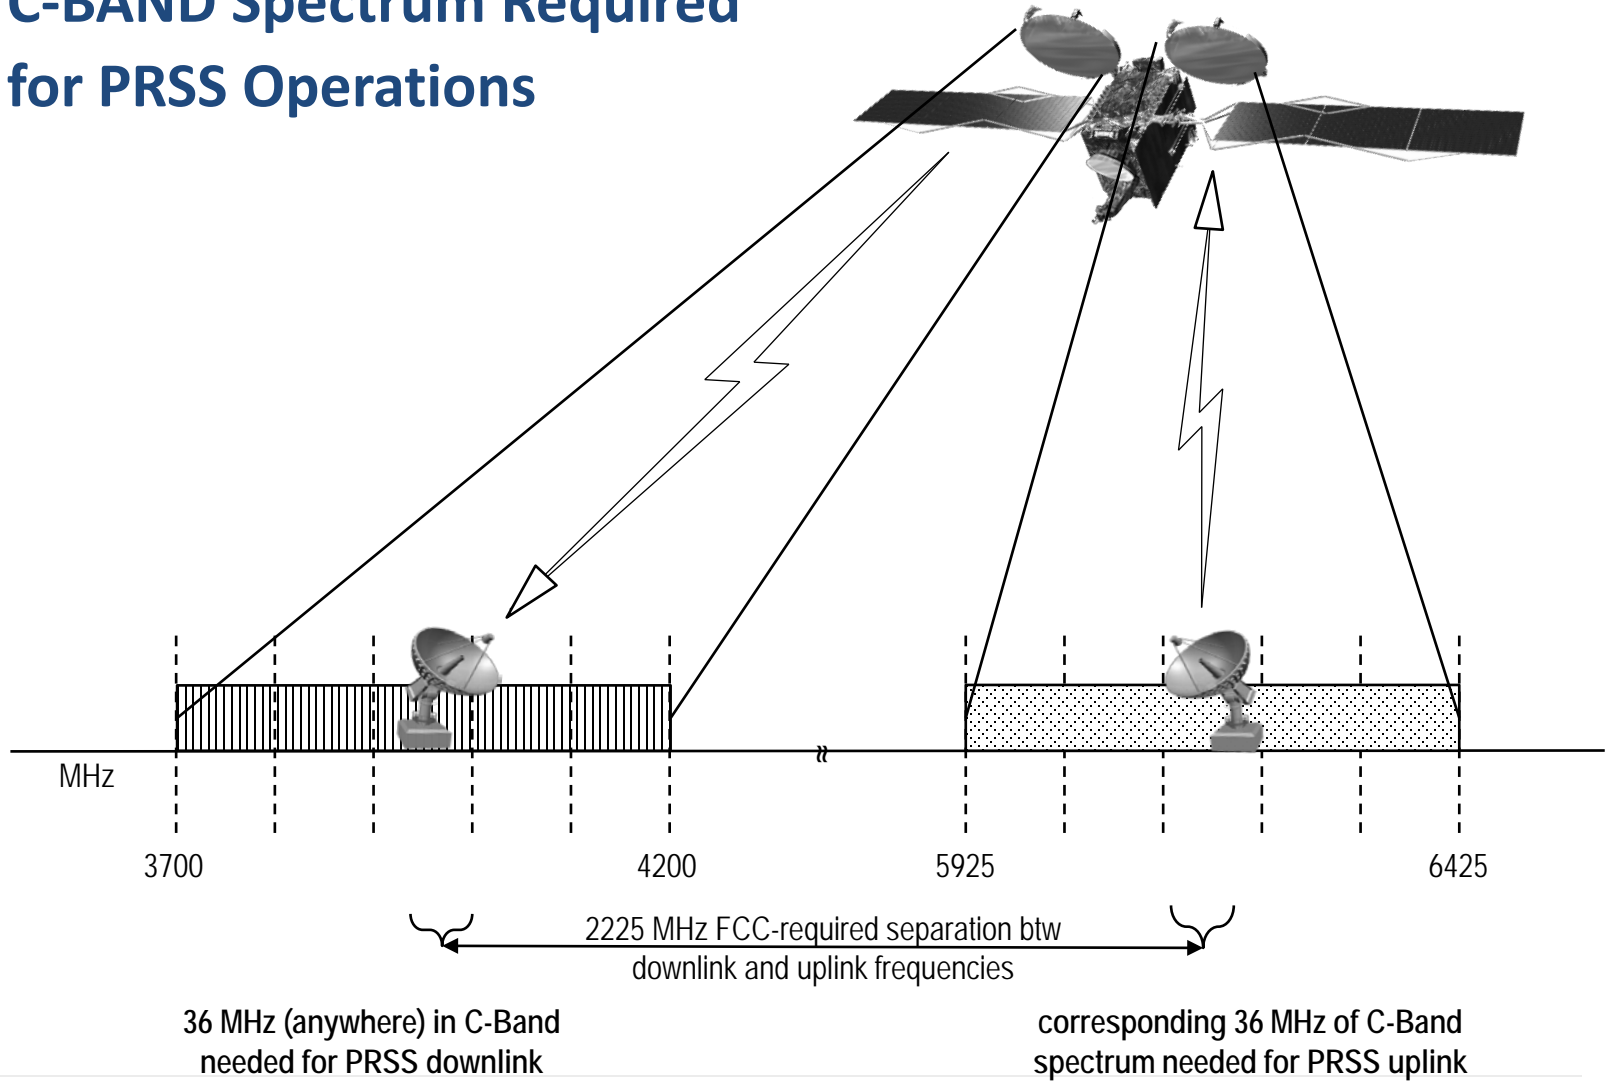 C-BAND Spectrum Required
for PRSS Operations
MHz
3700
4200
5925
6425
2225 MHz FCC-required separation btw
downlink and uplink frequencies
36 MHz (anywhere) in C-Band
needed for PRSS downlink
corresponding 36 MHz of C-Band
spectrum needed for PRSS uplink